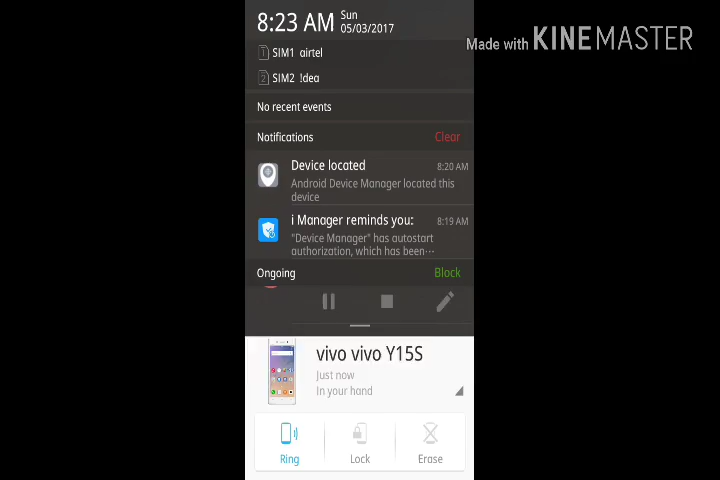 8:23 AM
Sun
05/03/2017
Made with KINEMASTER
1 SIM1 airtel
2 SIM2 !dea
No recent events
Notifications
Clear
Device located
8:20 AM
Android Device Manager located this
device
i Manager reminds you:
8:19 AM
"Device Manager" has autostart
authorization, which has been···
Ongoing
Block
vivo vivo Y15S
Just now
In your hand
Ring
Lock
Erase